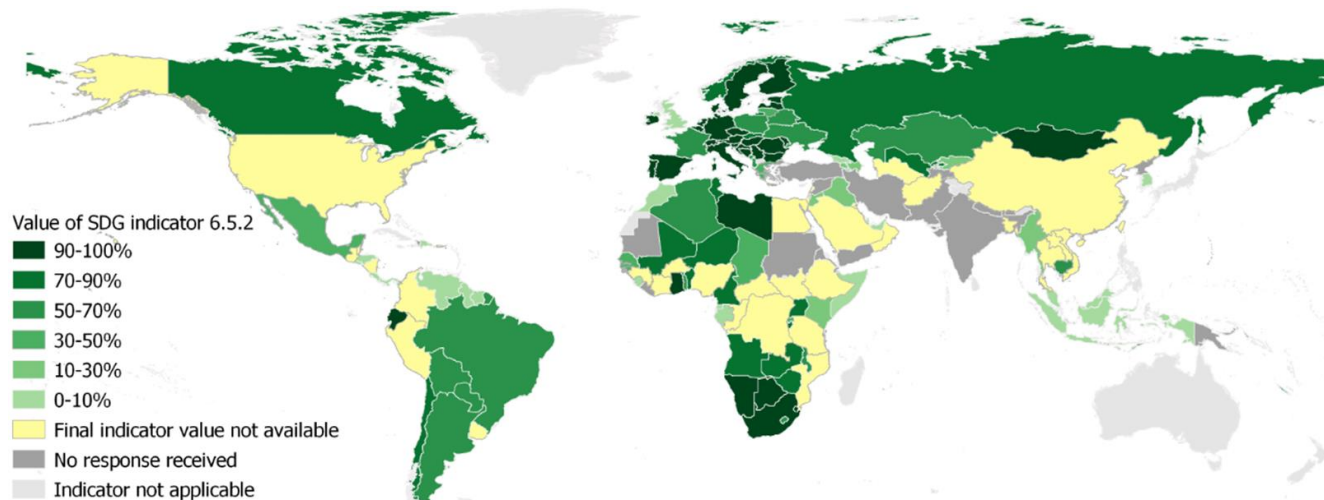 Value of SDG indicator 6.5.2
90-100%
70-90%
50-70%
30-50%
10-30%
0-10%
Final indicator value not available
No response received
Indicator not applicable